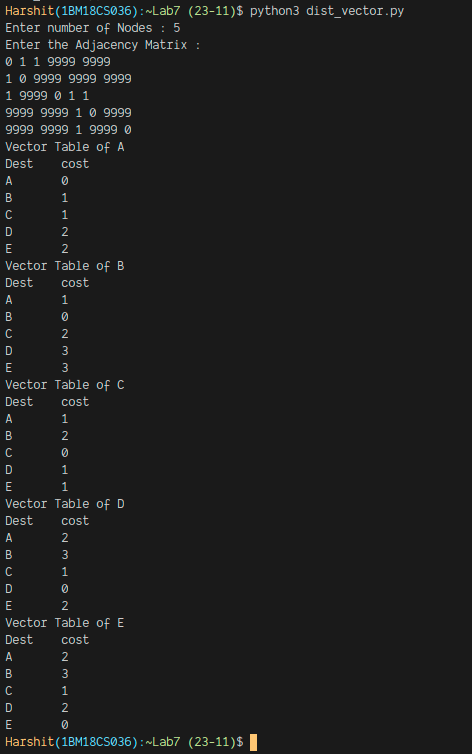 Harshit(1BM18CS036):~Lab7 (23-11)$ python3 dist_vector.py
Enter number of Nodes : 5
Enter the Adjacency Matrix :
0 1 1 9999 9999
1 0 9999 9999 9999
1 9999 0 1 1
9999 9999 1 0 9999
9999 9999 1 9999 0
Vector Table of A
Dest cost
A 0
B 1
C 1
D 2
E 2
Vector Table of B
Dest cost
A 1
B 0
C 2
D 3
E 3
Vector Table of C
Dest cost
A 1
B 2
C 0
D 1
E 1
Vector Table of D
Dest cost
A 2
B 3
C 1
D 0
E 2
Vector Table of E
Dest cost
A 2
B 3
C 1
D 2
E 0
Harshit(1BM18CS036):~Lab7 (23-11)$